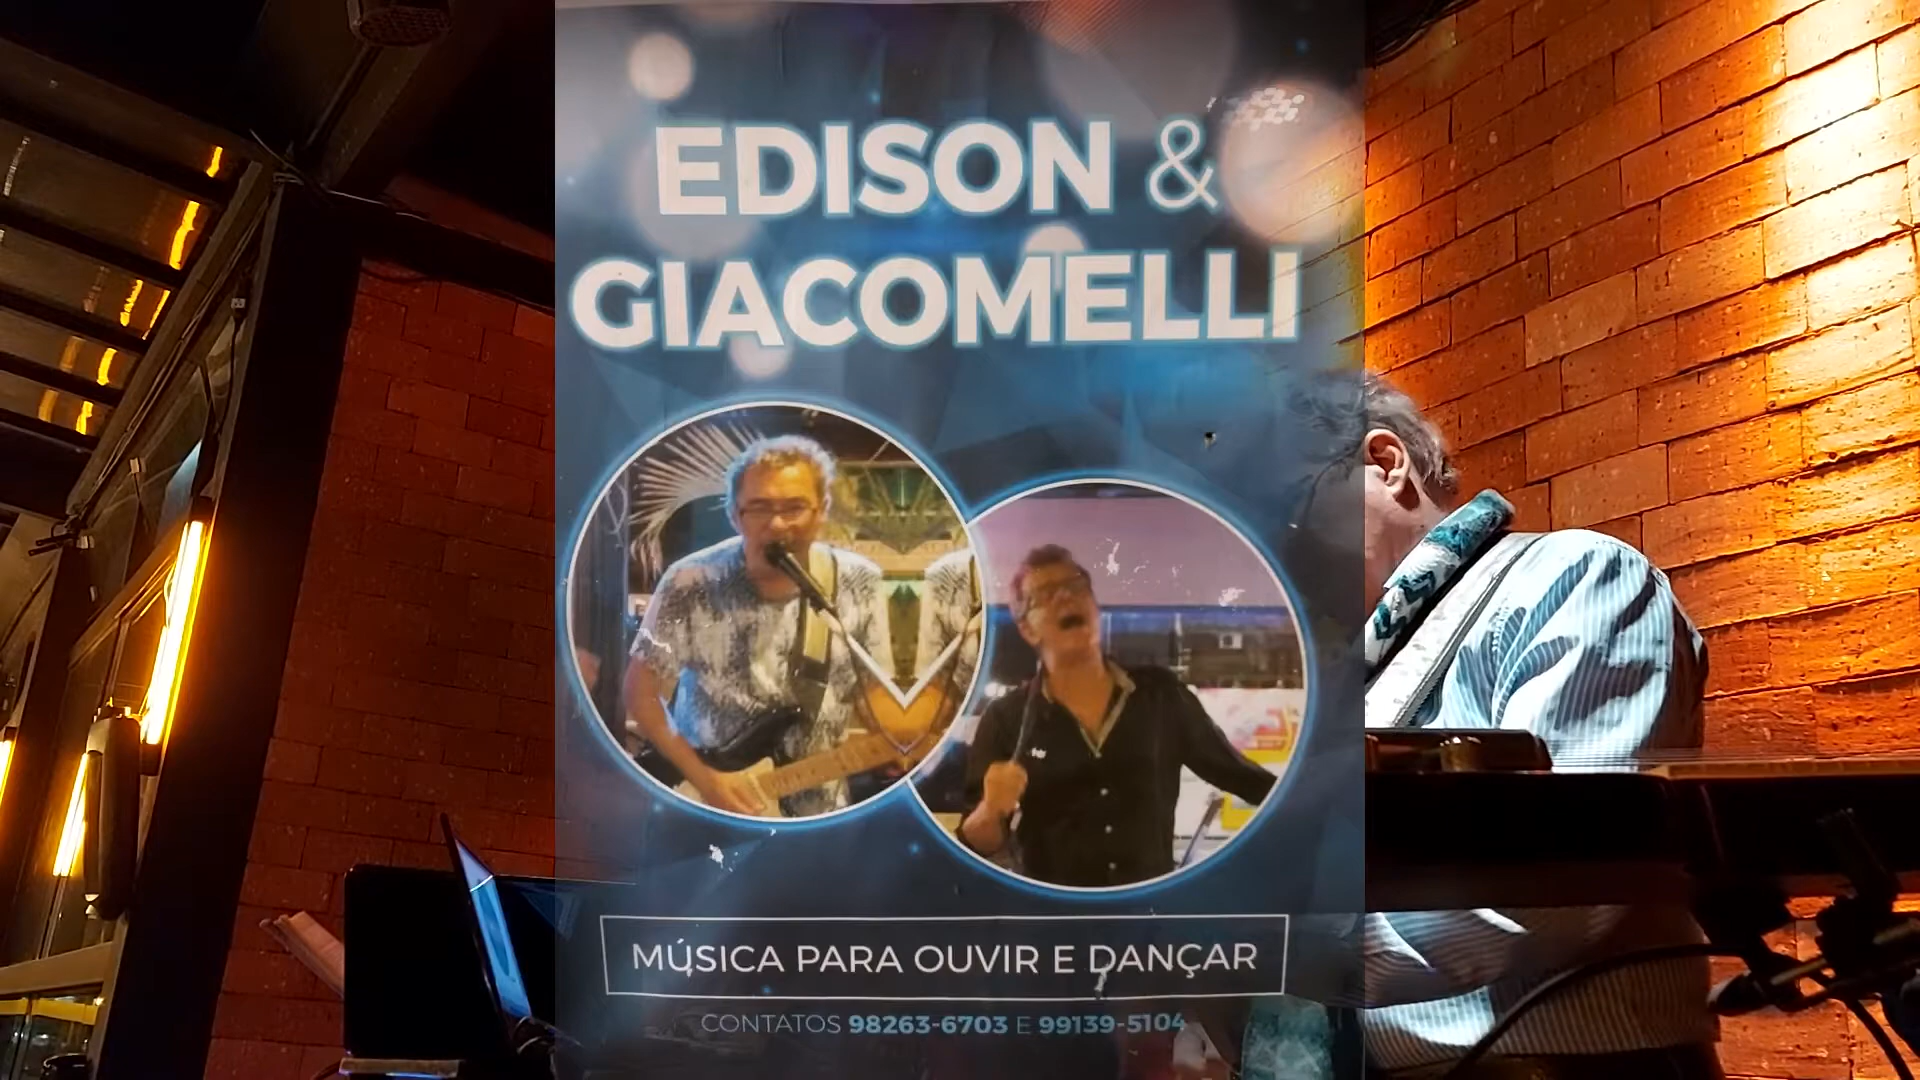 EDISON &
GIACOMELLI
MÚSICA PARA OUVIR E DANÇAR
CONTATOS 98263-6703 E 99139-5104